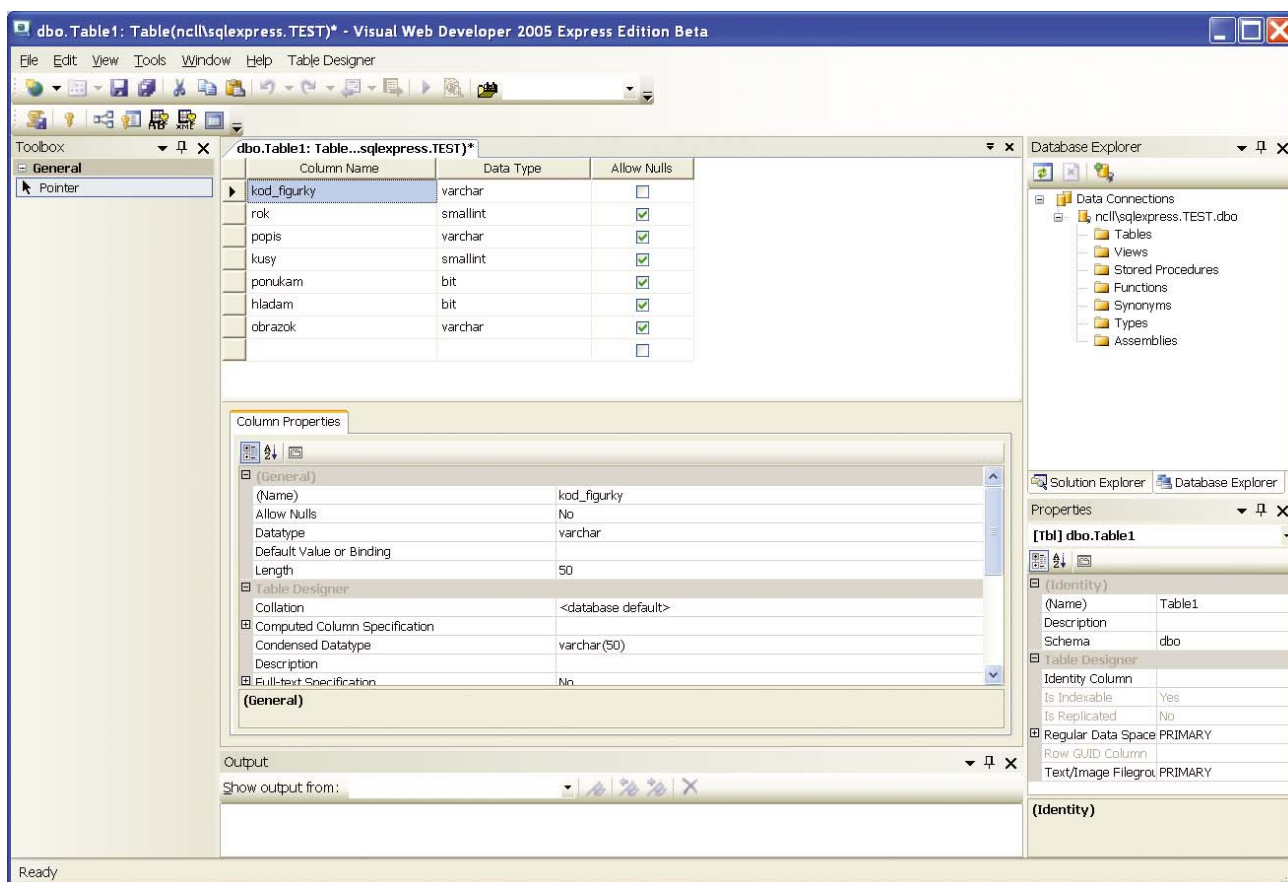 dbo.Table1: Table(ncll\sqlexpress.TEST)* - Visual Web Developer 2005 Express Edition Beta
File Edit View Tools Window Help Table Designer
Toolbox
General
Pointer
dbo.Table1: Table...sqlexpress.TEST)*
Column Name Data Type Allow Nulls
kod_figurky varchar
rok smallint
popis varchar
kusy smallint
ponukam bit
hladam bit
obrazok varchar
Column Properties
(General)
(Name) kod_figurky
Allow Nulls No
Datatype varchar
Default Value or Binding
Length 50
Table Designer
Collation <database default>
Computed Column Specification
Condensed Datatype varchar(50)
Description
Full-text Specification No
(General)
Output
Show output from:
Database Explorer
Data Connections
ncll\sqlexpress.TEST.dbo
Tables
Views
Stored Procedures
Functions
Synonyms
Types
Assemblies
Solution Explorer Database Explorer
Properties
[Tbl] dbo.Table1
(Identity)
(Name) Table1
Description
Schema dbo
Table Designer
Identity Column
Is Indexable Yes
Is Replicated No
Regular Data Space PRIMARY
Row GUID Column
Text/Image Filegrou PRIMARY
(Identity)
Ready